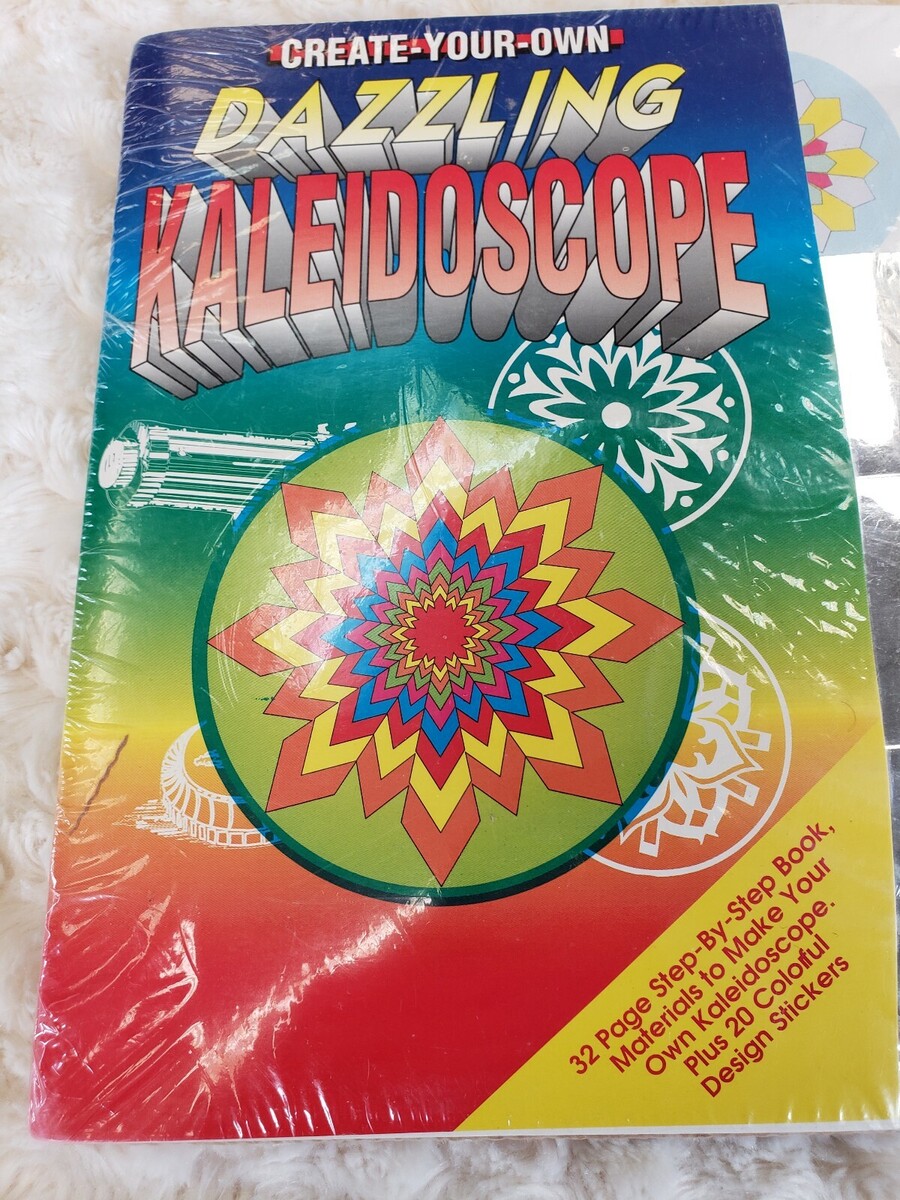 CREATE-YOUR-OWN
DAZZLING
KALEIDOSCOPE
32 Page Step-By-Step Book,
Materials to Make Your
Own Kaleidoscope.
Plus 20 Colorful
Design Stickers